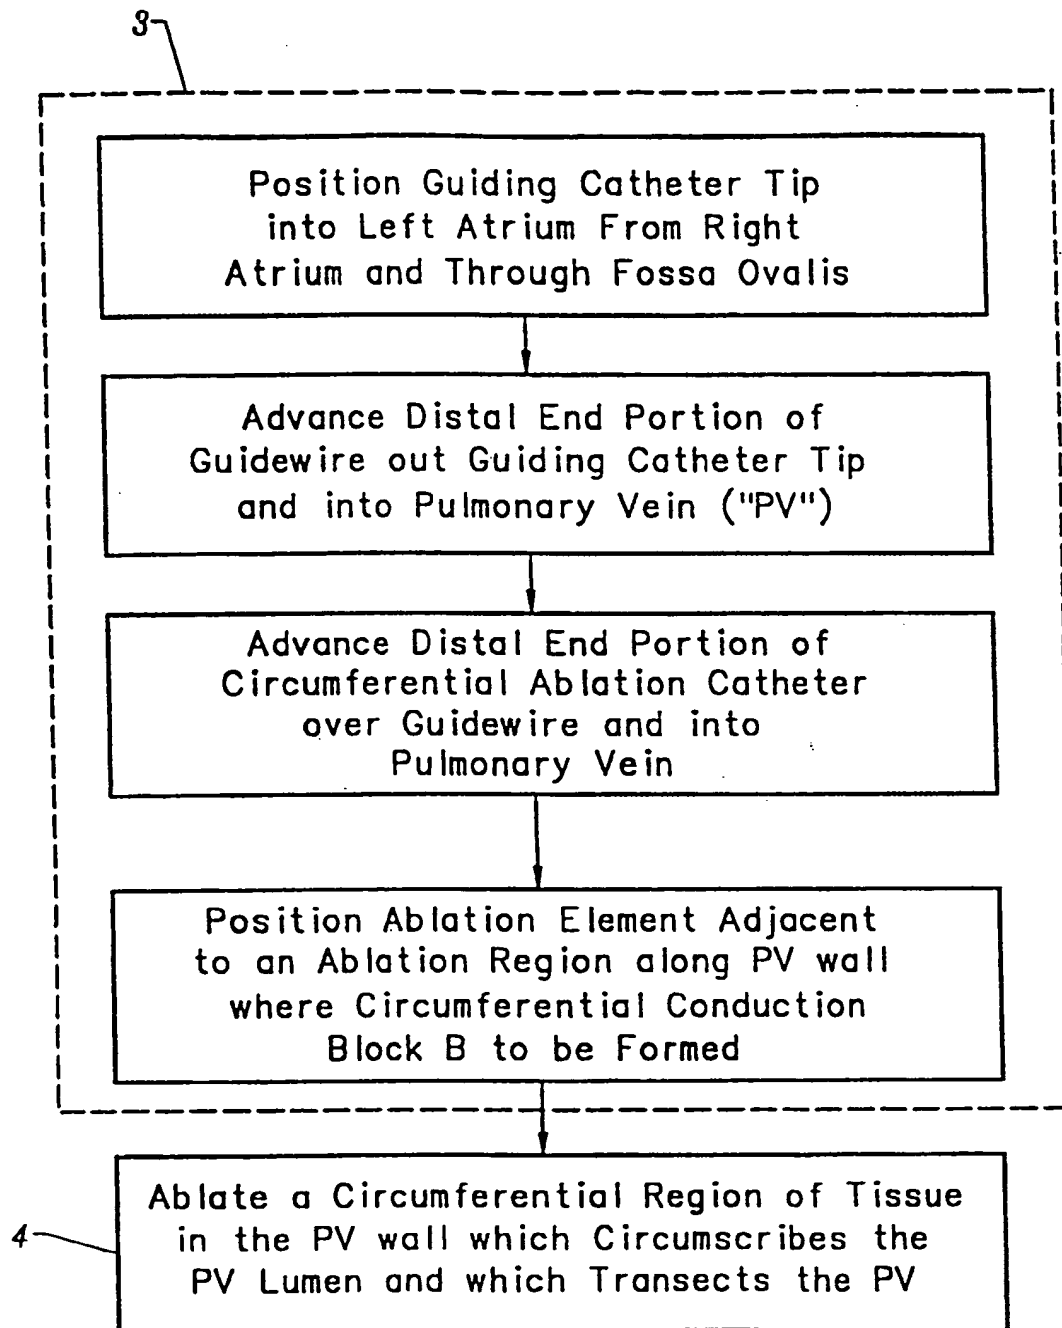 3
Position Guiding Catheter Tip
into Left Atrium From Right
Atrium and Through Fossa Ovalis
Advance Distal End Portion of
Guidewire out Guiding Catheter Tip
and into Pulmonary Vein ("PV")
Advance Distal End Portion of
Circumferential Ablation Catheter
over Guidewire and into
Pulmonary Vein
Position Ablation Element Adjacent
to an Ablation Region along PV wall
where Circumferential Conduction
Block B to be Formed
4
Ablate a Circumferential Region of Tissue
in the PV wall which Circumscribes the
PV Lumen and which Transects the PV